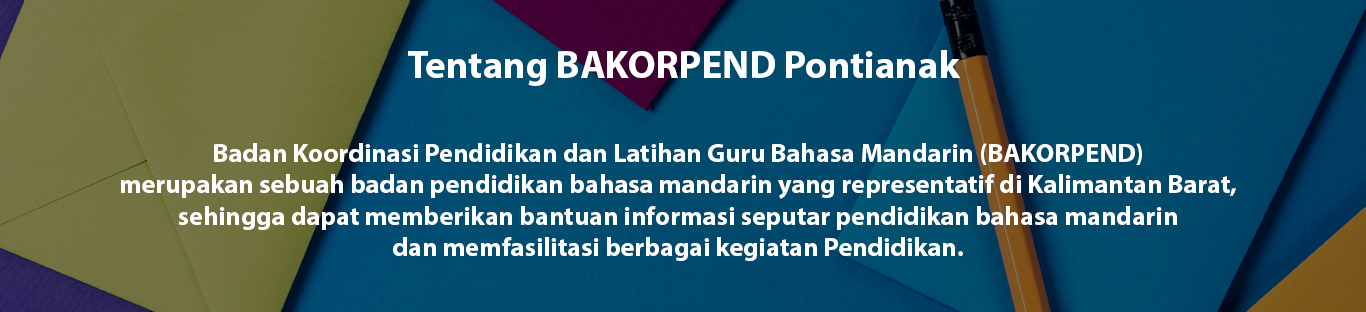 Tentang BAKORPEND Pontianak
Badan Koordinasi Pendidikan dan Latihan Guru Bahasa Mandarin (BAKORPEND)
merupakan sebuah badan pendidikan bahasa mandarin yang representatif di Kalimantan Barat,
sehingga dapat memberikan bantuan informasi seputar pendidikan bahasa mandarin
dan memfasilitasi berbagai kegiatan Pendidikan.